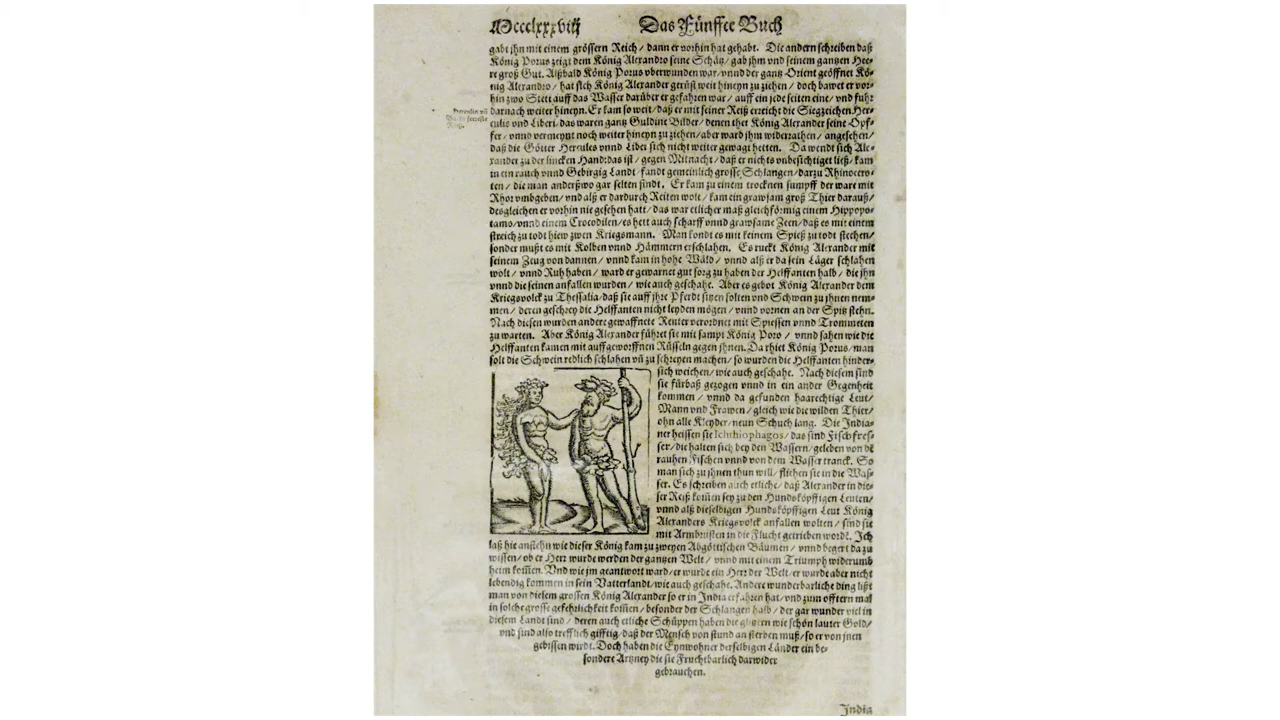 Mcccclxxxviij Das Fünffte Buch
gabt jhn mit einem grössern Reich / dann er vorhin hat gehabt. Die andern schreiben daß
König Porus zeigt dem König Alexandro seine Schätz / gab jhm vnd seinem gantzen Hee-
re groß Gut. Alßbald König Porus vberwunden war / vnnd der gantz Orient geöffnet Kö-
nig Alexandro / hat sich König Alexander gerüst weit hineyn zu ziehen / doch bawet er vor-
hin zwo Stett auff das Wasser darüber er gefahren war / auff ein jede seiten eine / vnd fuhr
darnach weiter hineyn. Er kam so weit / daß er mit seiner Reiß erreicht die Siegzeichen Her-
culis vnd Liberi / das waren gantz Guldine Bilder / denen thet König Alexander seine Opf-
fer / vnnd vermeynt noch weiter hineyn zu ziehen / aber ward jhm widerrathen / angesehen /
daß die Götter Hercules vnnd Liber sich nicht weiter gewagt hetten. Da wendt sich Ale-
xander zu der lincken Hand: das ist / gegen Mitnacht / daß er nichts vnbesichtiget ließ / kam
in ein rauch vnnd Gebirgig Landt / fandt gemeinlich grosse Schlangen / darzu Rhinocero-
ten / die man anderßwo gar selten findt. Er kam zu einem trocknen sumpff der ware mit
Rhor vmbgeben / vnd alß er dardurch Reiten wolt / kam ein grawsam groß Thier darauß /
desgleichen er vorhin nie gesehen hatt / das war etlicher maß gleichförmig einem Hippopo-
tamo / vnnd einem Crocodilen / es hett auch scharff vnnd grawsame Zeen / daß es mit einem
streich zu todt hiew zwen Kriegsmann. Man kondt es mit keinem Spieß zu todt stechen /
sonder mußt es mit Kolben vnnd Hämmern erschlahen. Es ruckt König Alexander mit
seinem Zeug von dannen / vnnd kam in hohe Wäld / vnnd alß er da sein Läger schlahen
wolt / vnnd Ruh haben / ward er gewarnet gut sorg zu haben der Helffanten halb / die jhn
vnnd die seinen anfallen wurden / wie auch geschahe. Aber es gebot König Alexander dem
Kriegsvolck zu Thessalia / daß sie auff jhre Pferdt sitzen solten vnd Schwein zu jhnen nem-
men / deren geschrey die Helffanten nicht leyden mögen / vnnd vornen an der Spitz stehn.
Nach diesen wurden andere gewaffnete Reuter verordnet mit Spiessen vnnd Trommeten
zu warten. Aber König Alexander führet sie mit sampt König Poro / vnnd sahen wie die
Helffanten kamen mit auffgeworffnen Rüsseln gegen jhnen. Da rhiet König Porus / man
solt die Schwein redlich schlahen vñ zu schreyen machen / so wurden die Helffanten hinder-
sich weichen / wie auch geschahe. Nach diesem sind
sie fürbaß gezogen vnnd in ein ander Gegenheit
kommen / vnnd da gefunden haarechtige Leut /
Mann vnd Frawen / gleich wie die wilden Thier /
ohn alle Kleyder / neun Schuch lang. Die India-
ner heissen sie Ichthiophagos / das sind Fischfres-
ser / die halten sich bey den Wassern / geleben von dē
rauhen Fischen vnnd von dem Wasser tranck. So
man sich zu jhnen thun will / fliehen sie in die Was-
ser. Es schreiben auch etliche / daß Alexander in die-
ser Reiß kom̃en sey zu den Hundsköpffigen Leuten /
vnnd alß dieselbigen Hundsköpffigen Leut König
Alexanders Kriegsvolck anfallen wolten / sind sie
mit Armbrusten in die Flucht getrieben wordē. Ich
laß hie anstehn wie dieser König kam zu zweyen Abgöttischen Bäumen / vnnd begert da zu
wissen / ob er Herr wurde werden der gantzen Welt / vnnd mit einem Triumph widerumb
heim kom̃en. Vnd wie jm geantwort ward / er wurde ein Herr der Welt / er wurde aber nicht
lebendig kommen in sein Vatterlandt / wie auch geschahe. Andere wunderbarliche ding lißt
man von diesem grossen König Alexander so er in India erfahren hat / vnd zum offtern mal
in solche grosse gefehrlichkeit kom̃en / besonder der Schlangen halb / der gar wunder viel in
diesem Landt sind / deren auch etliche Schüppen haben die glitzren wie schön lauter Gold /
vnd sind also trefflich gifftig / daß der Mensch von stund an sterben muß / so er von jnen
gebissen wirdt. Doch haben die Eynwohner derselbigen Länder ein be-
sondere Artzney die sie Fruchtbarlich darwider
gebrauchen.
India